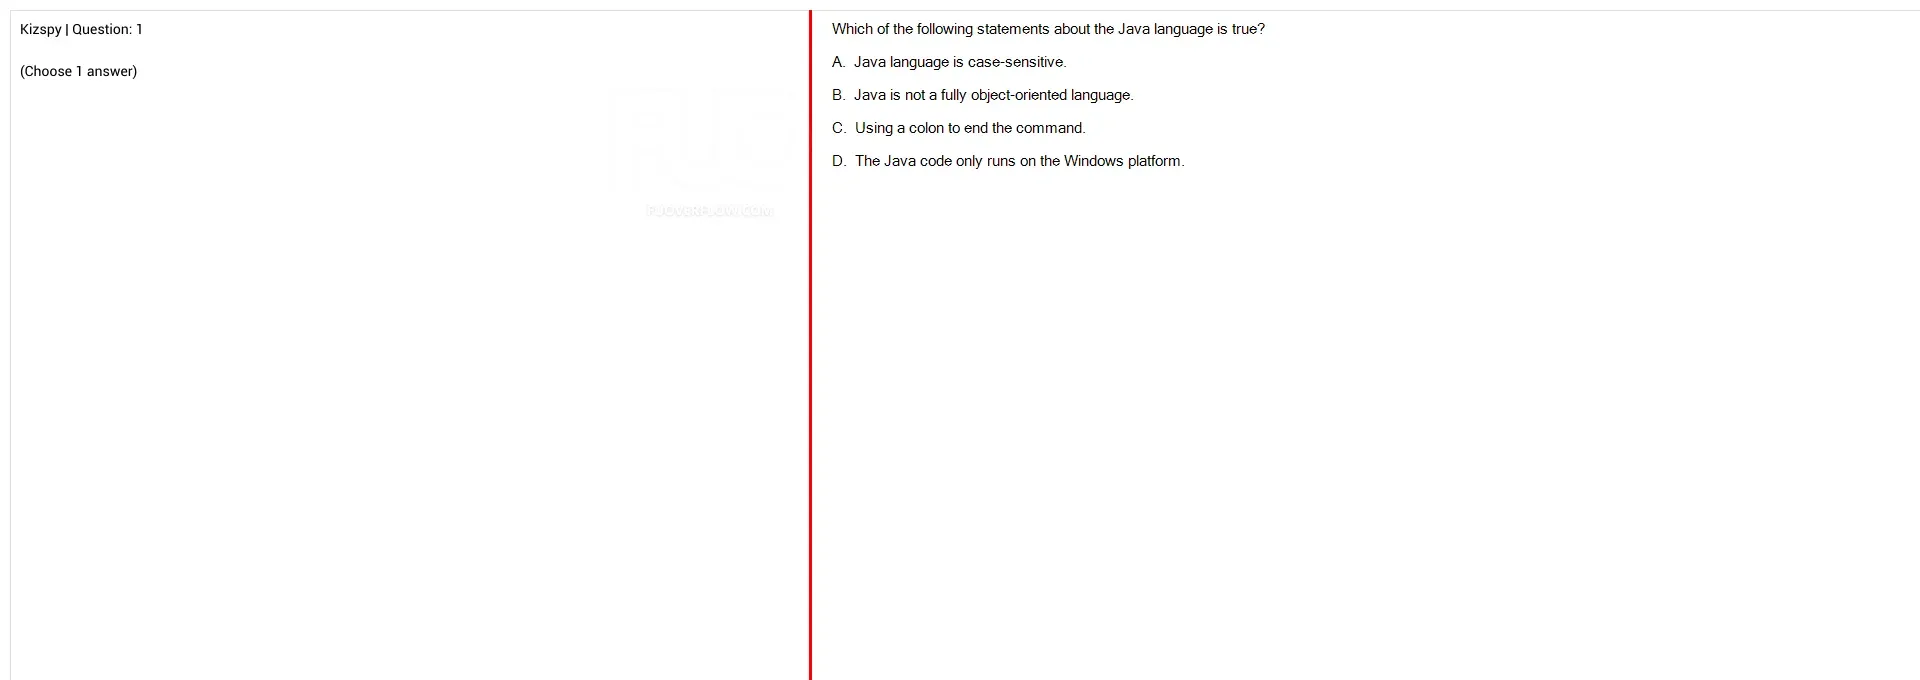 Kizspy | Question: 1
(Choose 1 answer)
FUOVERFLOW.COM
Which of the following statements about the Java language is true?
A. Java language is case-sensitive.
B. Java is not a fully object-oriented language.
C. Using a colon to end the command.
D. The Java code only runs on the Windows platform.